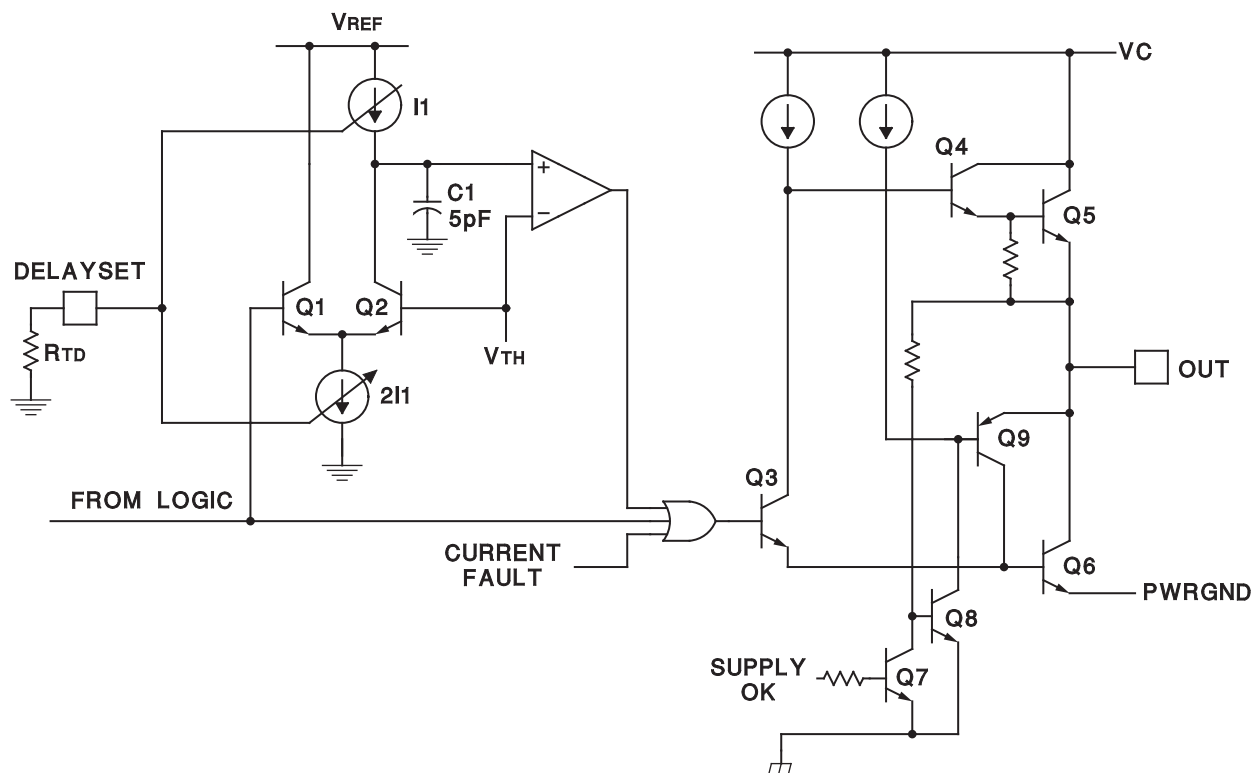 VREF
VC
I1
Q4
C1
5pF
+
−
Q5
DELAYSET
Q1
Q2
RTD
VTH
2I1
OUT
Q9
Q3
FROM LOGIC
CURRENT
FAULT
Q6
PWRGND
Q8
SUPPLY
OK
Q7